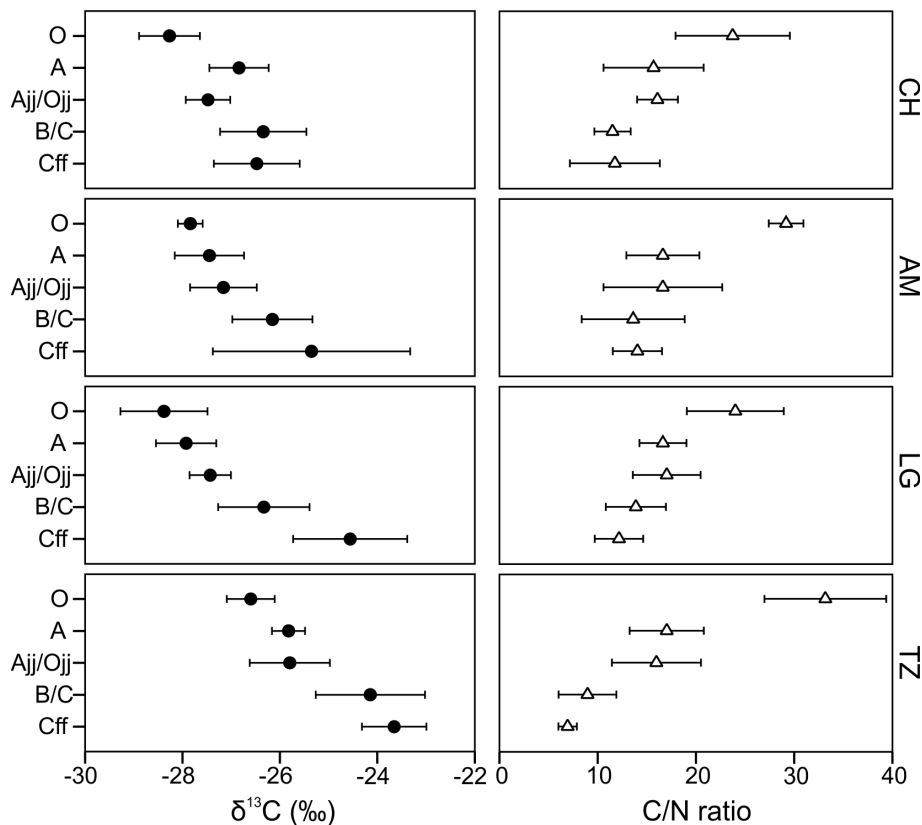 O
A
Ajj/Ojj
B/C
Cff
CH
O
A
Ajj/Ojj
B/C
Cff
AM
O
A
Ajj/Ojj
B/C
Cff
LG
O
A
Ajj/Ojj
B/C
Cff
TZ
-30 -28 -26 -24 -22 0 10 20 30 40
δ¹³C (‰) C/N ratio